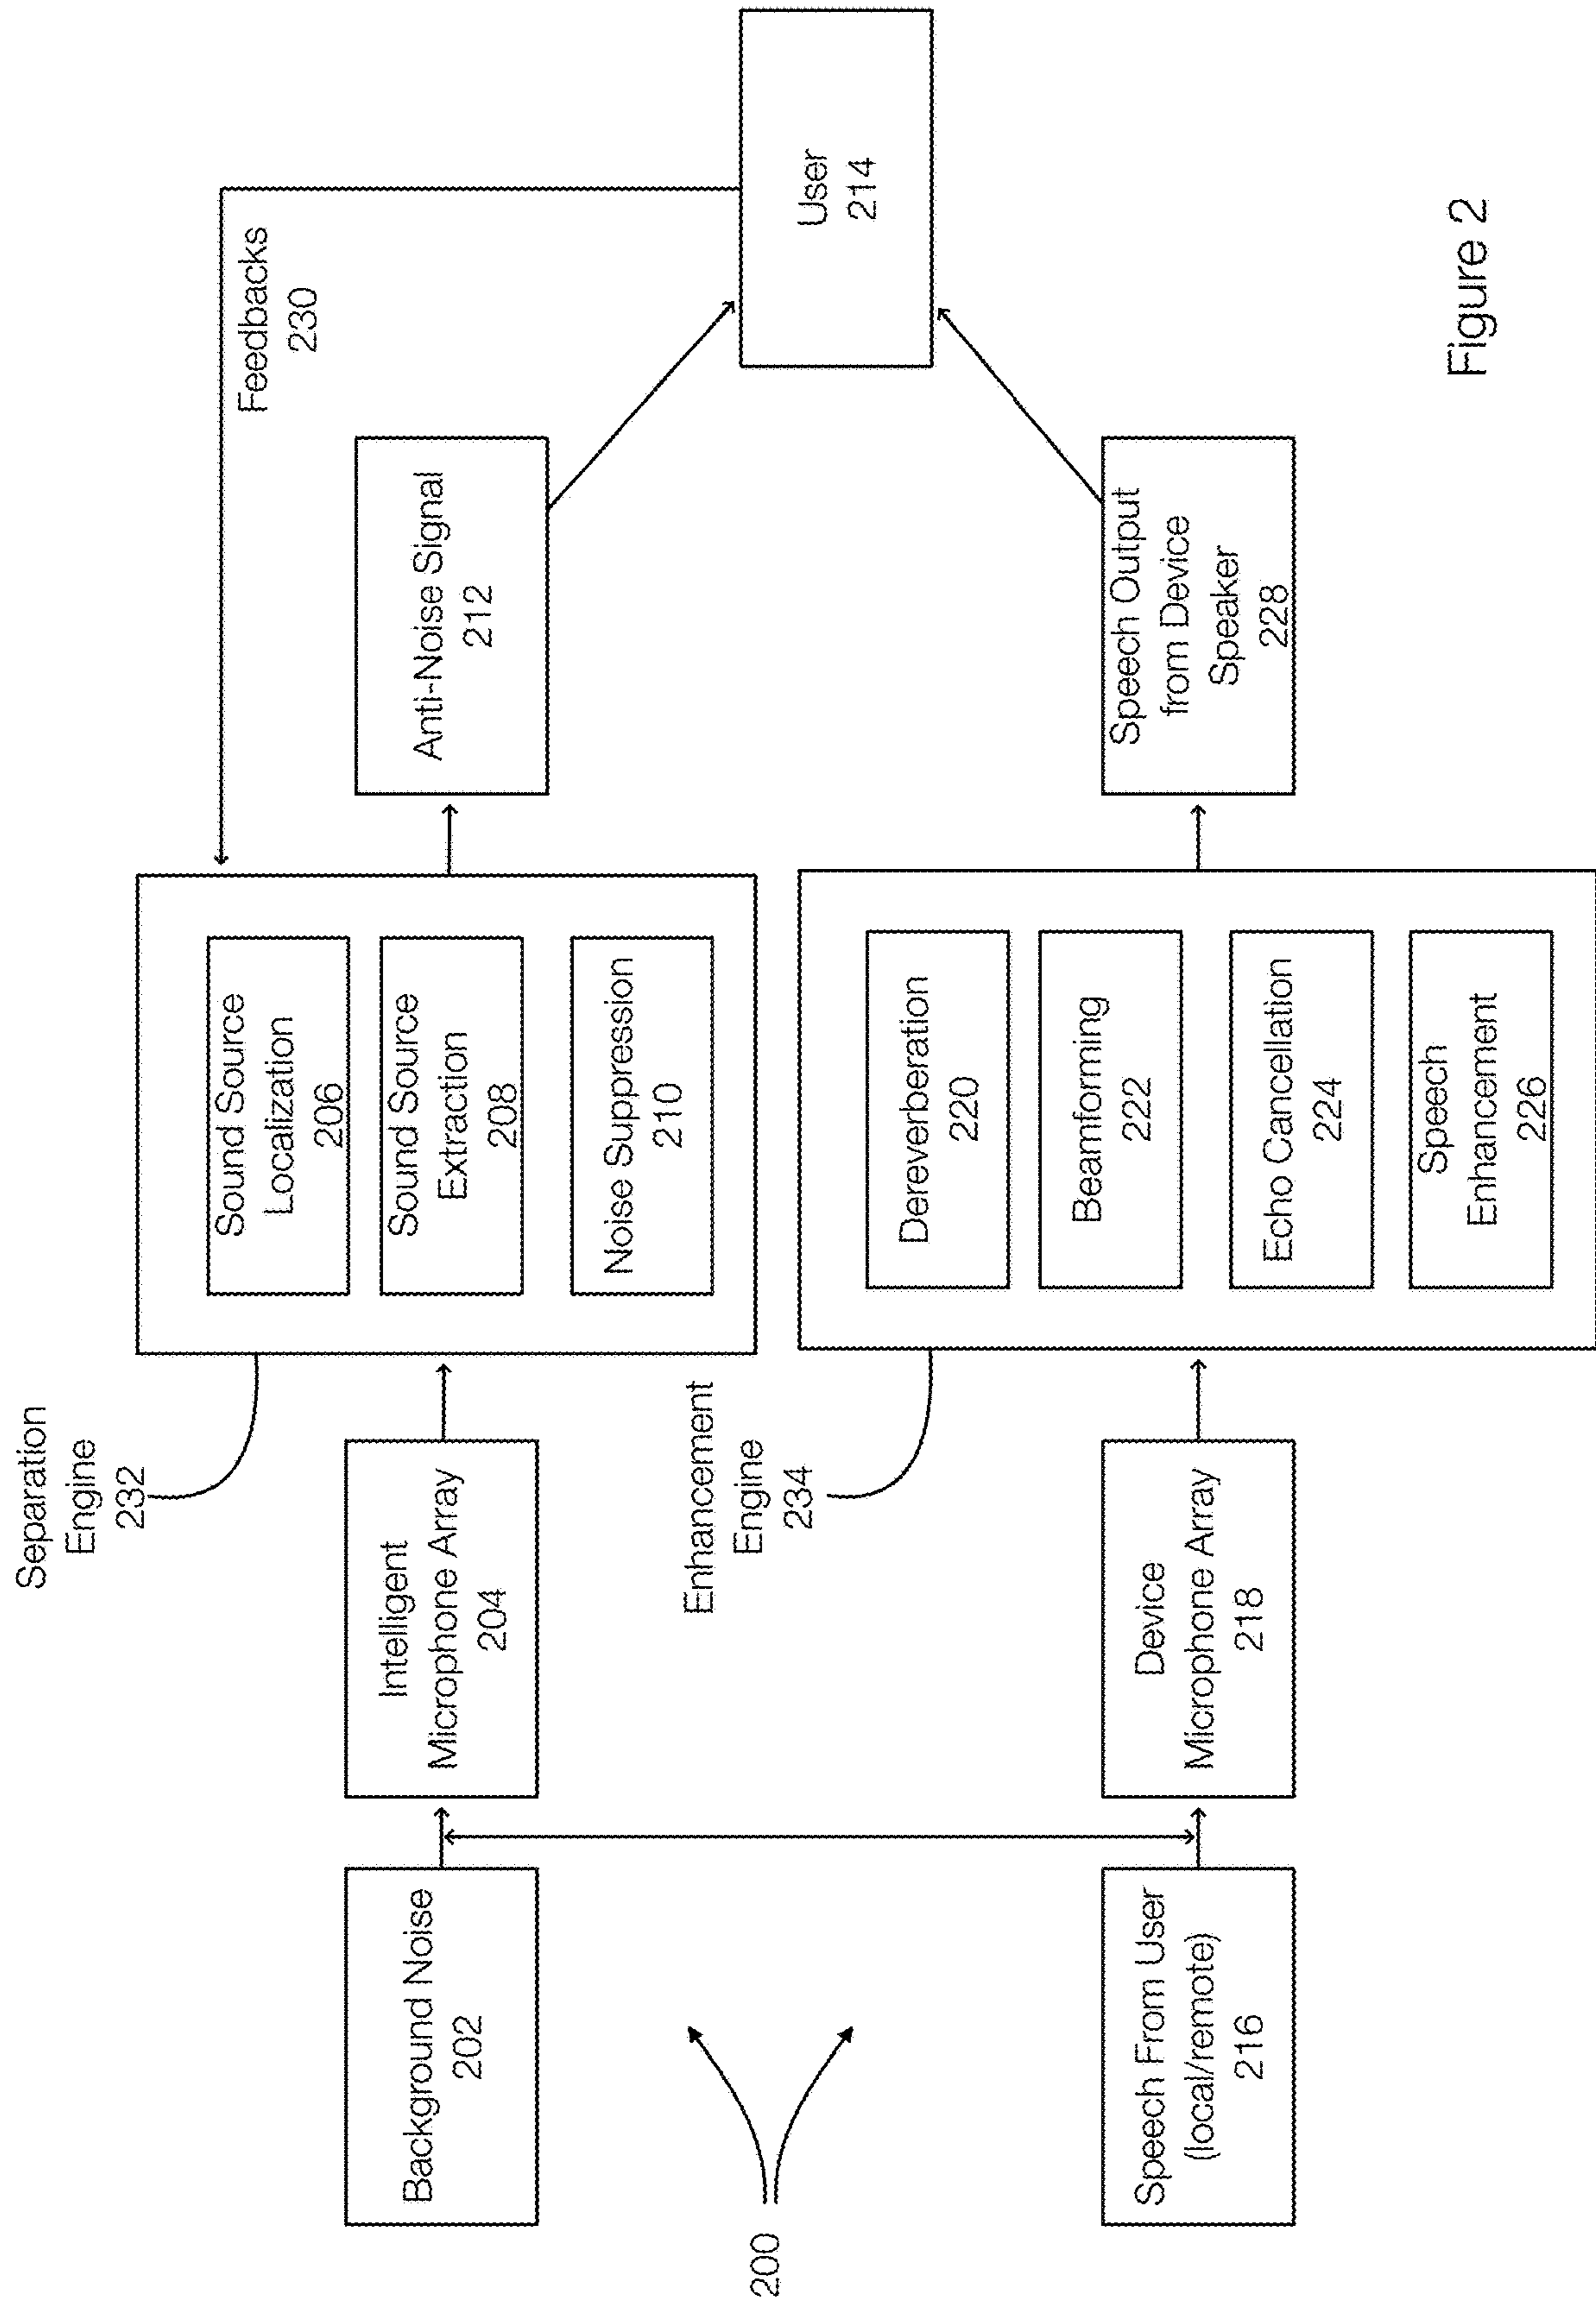 Separation
Engine
232
Background Noise
202
Intelligent
Microphone Array
204
Sound Source
Localization
206
Sound Source
Extraction
208
Noise Suppression
210
Anti-Noise Signal
212
Feedbacks
230
User
214
200
Enhancement
Engine
234
Speech From User
(local/remote)
216
Device
Microphone Array
218
Dereverberation
220
Beamforming
222
Echo Cancellation
224
Speech
Enhancement
226
Speech Output
from Device
Speaker
228
Figure 2